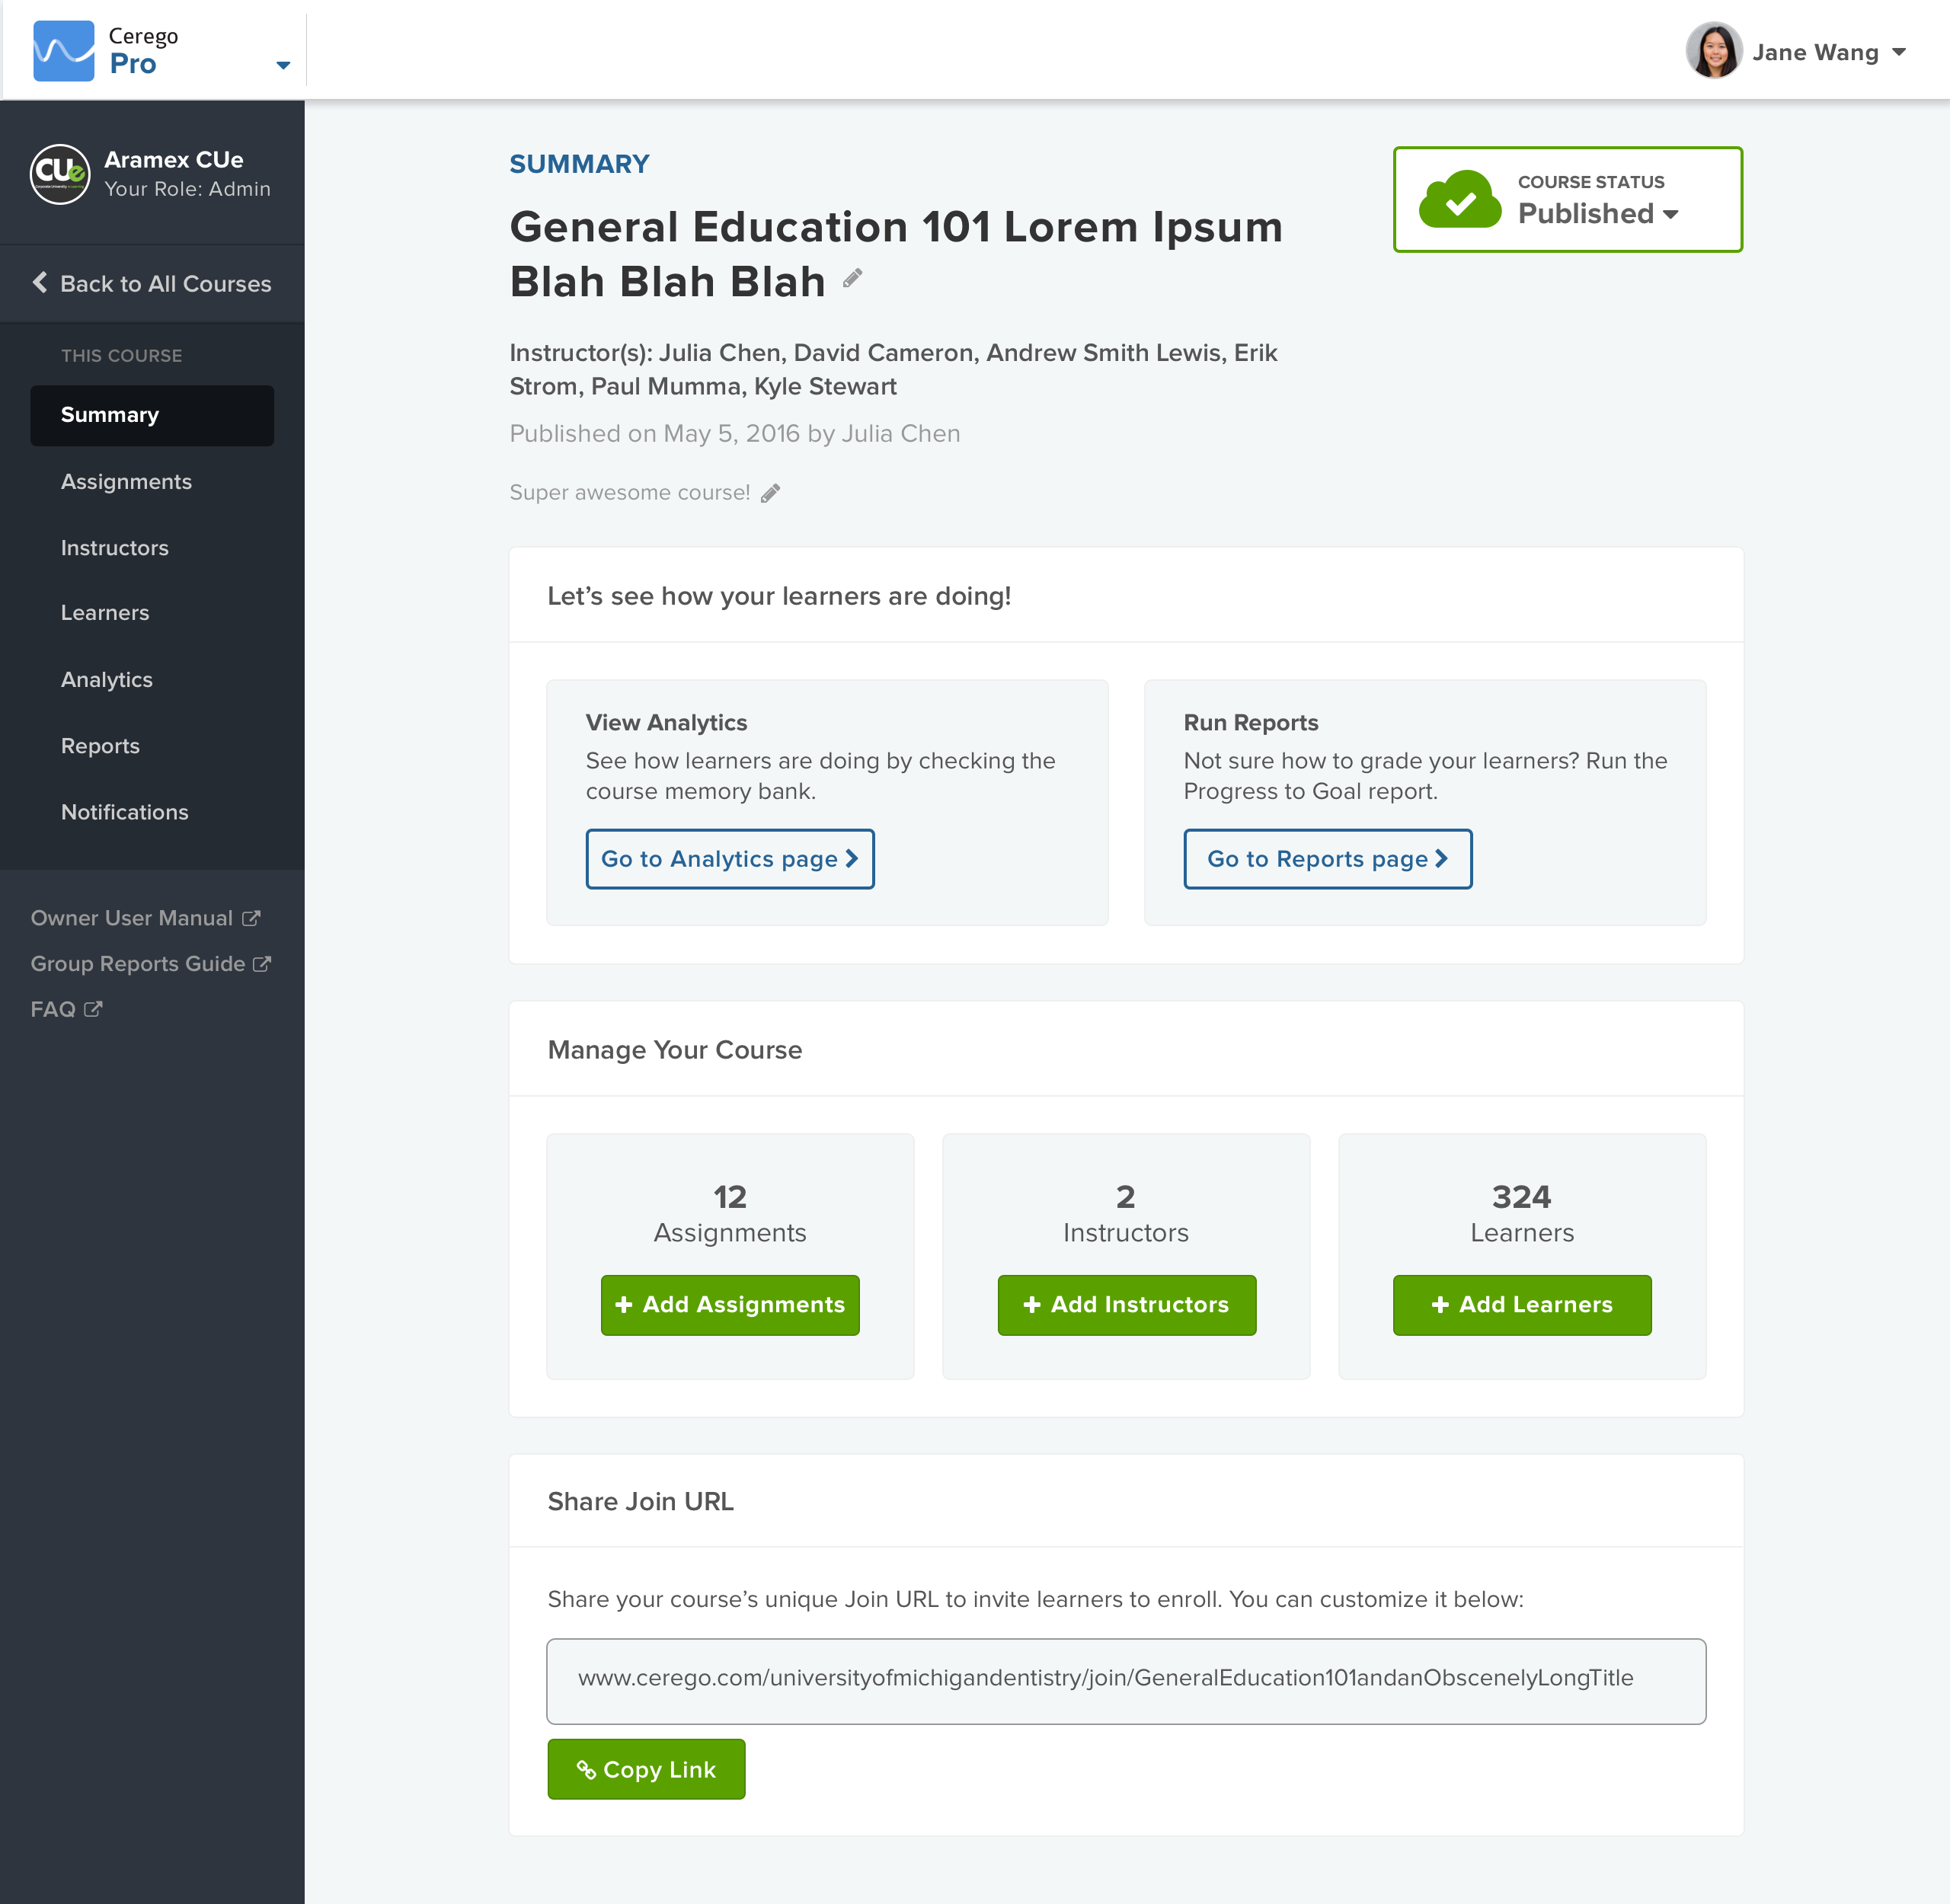 Cerego
Pro
Jane Wang
CUe
Aramex CUe
Your Role: Admin
Back to All Courses
THIS COURSE
Summary
Assignments
Instructors
Learners
Analytics
Reports
Notifications
Owner User Manual
Group Reports Guide
FAQ
SUMMARY
General Education 101 Lorem Ipsum
Blah Blah Blah
COURSE STATUS
Published
Instructor(s): Julia Chen, David Cameron, Andrew Smith Lewis, Erik
Strom, Paul Mumma, Kyle Stewart
Published on May 5, 2016 by Julia Chen
Super awesome course!
Let’s see how your learners are doing!
View Analytics
See how learners are doing by checking the
course memory bank.
Go to Analytics page
Run Reports
Not sure how to grade your learners? Run the
Progress to Goal report.
Go to Reports page
Manage Your Course
12
Assignments
+ Add Assignments
2
Instructors
+ Add Instructors
324
Learners
+ Add Learners
Share Join URL
Share your course’s unique Join URL to invite learners to enroll. You can customize it below:
www.cerego.com/universityofmichigandentistry/join/GeneralEducation101andanObscenelyLongTitle
Copy Link